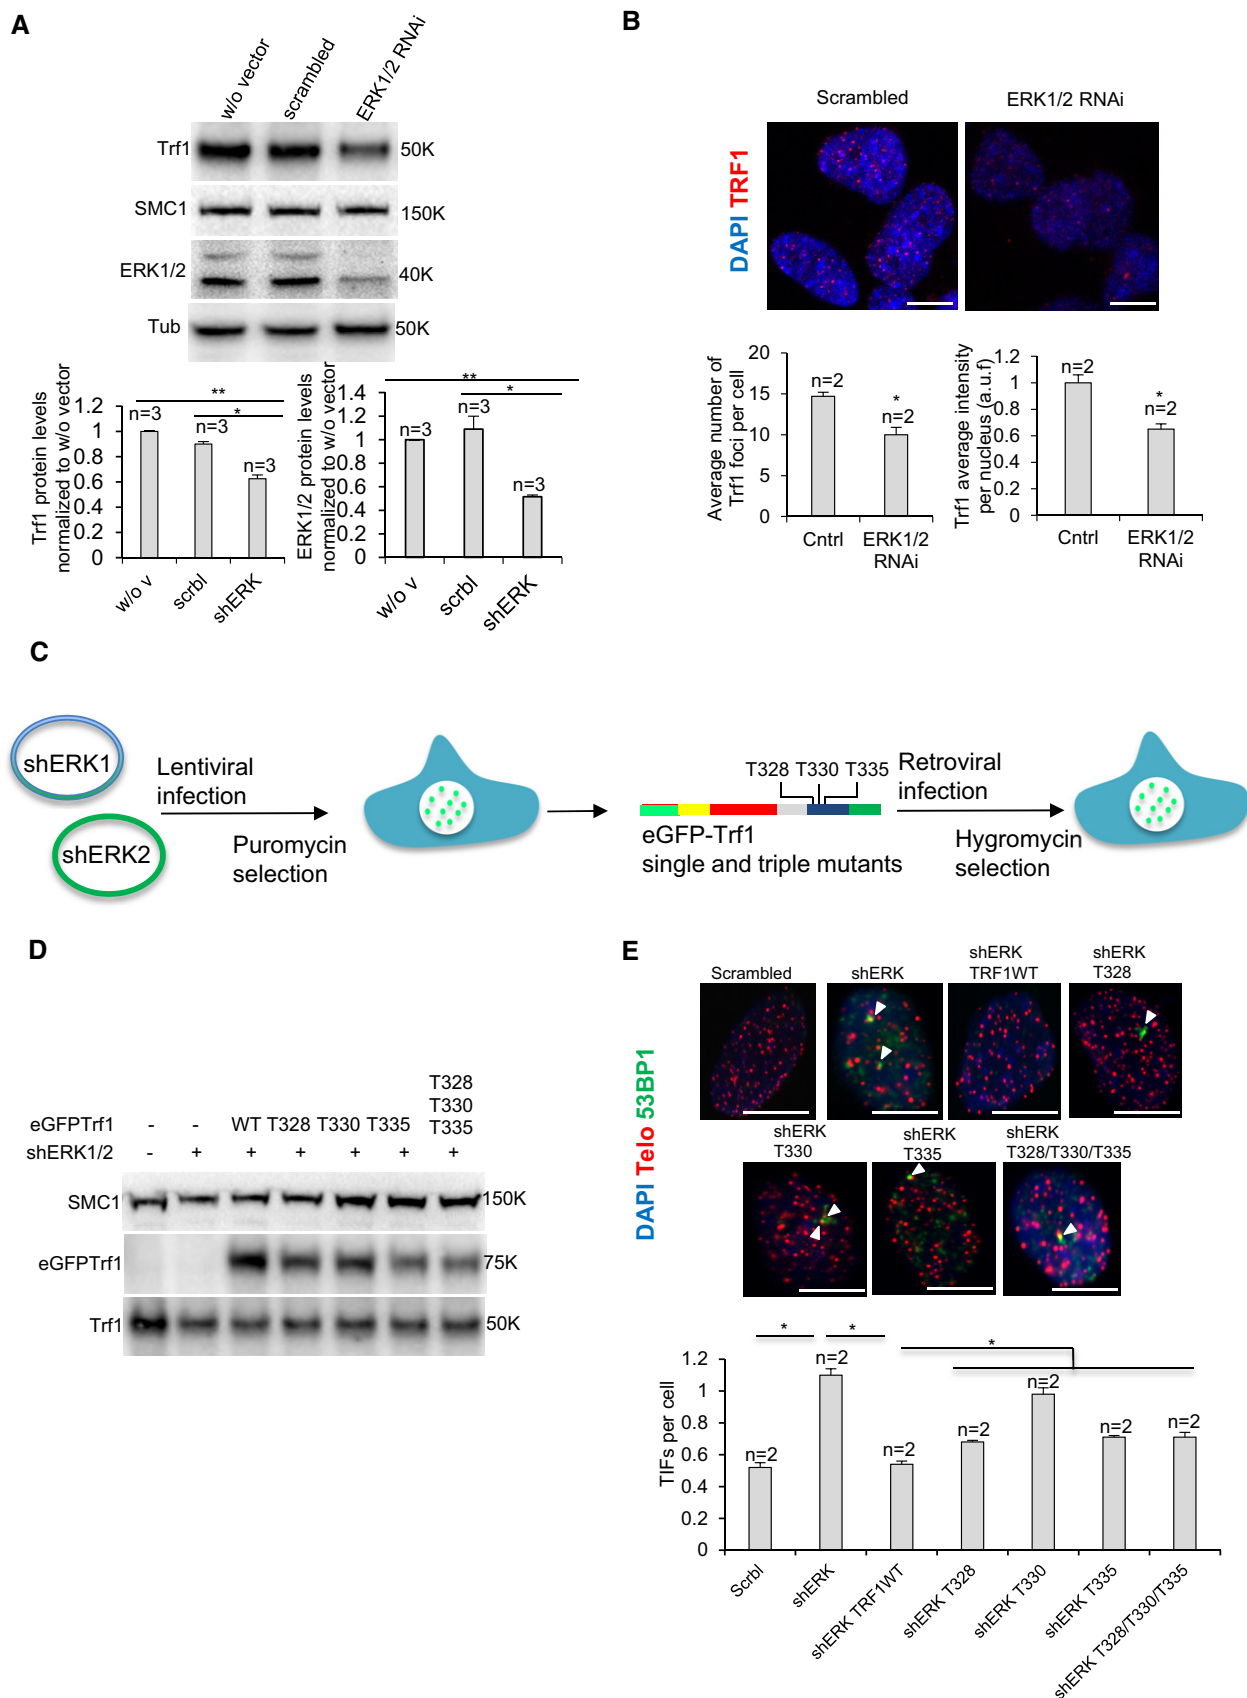 A
w/o vector
scrambled
ERK1/2 RNAi
Trf1
50K
SMC1
150K
ERK1/2
40K
Tub
50K
Trf1 protein levels
normalized to w/o vector
1.2
1
0.8
0.6
0.4
0.2
0
**
*
n=3
n=3
n=3
w/o v
scrbl
shERK
ERK1/2 protein levels
normalized to w/o vector
1.4
1.2
1
0.8
0.6
0.4
0.2
0
**
*
n=3
n=3
n=3
w/o v
scrbl
shERK
B
Scrambled
ERK1/2 RNAi
DAPI TRF1
Average number of
Trf1 foci per cell
20
15
10
5
0
n=2
*
n=2
Cntrl
ERK1/2
RNAi
Trf1 average intensity
per nucleus (a.u.f)
1.2
1
0.8
0.6
0.4
0.2
0
n=2
*
n=2
Cntrl
ERK1/2
RNAi
C
shERK1
shERK2
Lentiviral
infection
Puromycin
selection
T328 T330 T335
eGFP-Trf1
single and triple mutants
Retroviral
infection
Hygromycin
selection
D
T328
T330
eGFPTrf1 - - WT T328 T330 T335 T335
shERK1/2 - + + + + + +
SMC1
150K
eGFPTrf1
75K
Trf1
50K
E
DAPI Telo 53BP1
Scrambled
shERK
shERK
TRF1WT
shERK
T328
shERK
T330
shERK
T335
shERK
T328/T330/T335
TIFs per cell
1.2
1
0.8
0.6
0.4
0.2
0
*
*
*
n=2
n=2
n=2
n=2
n=2
n=2
n=2
Scrbl
shERK
shERK TRF1WT
shERK T328
shERK T330
shERK T335
shERK T328/T330/T335